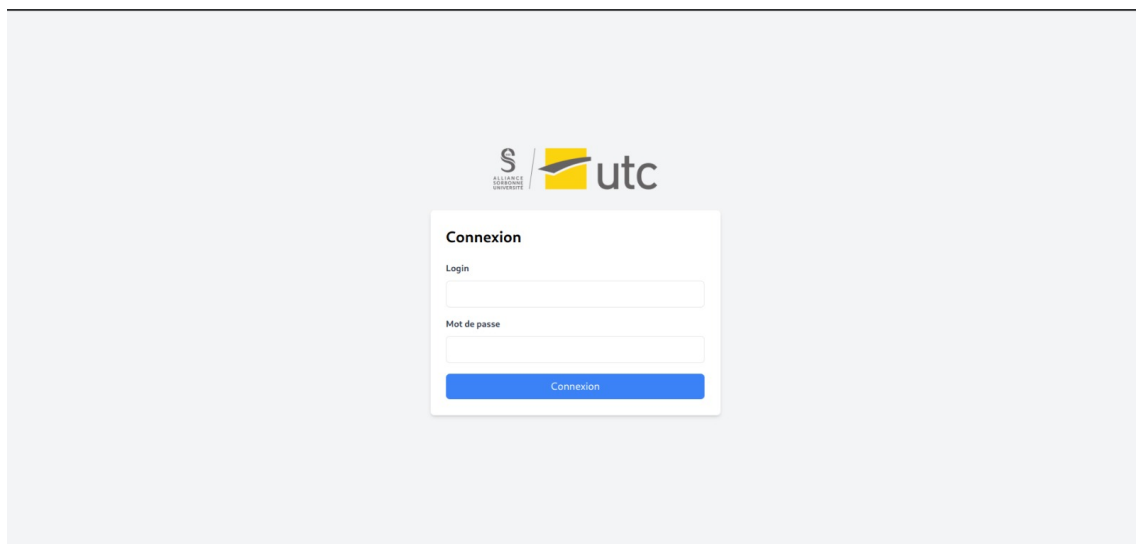 ALLIANCE
SORBONNE
UNIVERSITÉ
utc
Connexion
Login
Mot de passe
Connexion